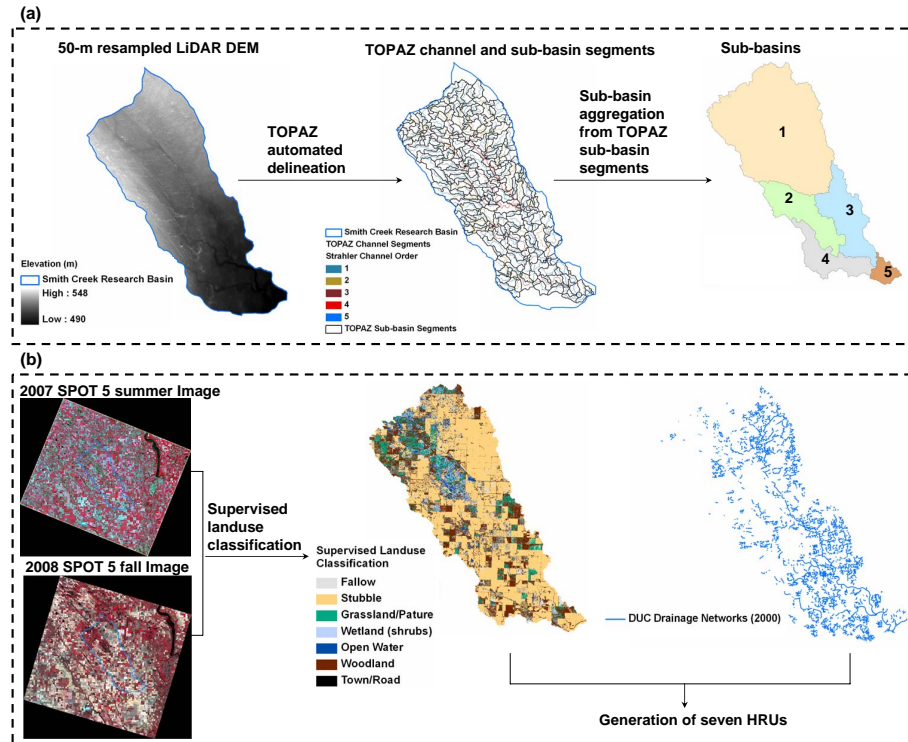 (a)
50-m resampled LiDAR DEM
TOPAZ channel and sub-basin segments
Sub-basins
TOPAZ
automated
delineation
Sub-basin
aggregation
from TOPAZ
sub-basin
segments
1
2
3
4
5
Elevation (m)
Smith Creek Research Basin
High : 548
Low : 490
Smith Creek Research Basin
TOPAZ Channel Segments
Strahler Channel Order
1
2
3
4
5
TOPAZ Sub-basin Segments
(b)
2007 SPOT 5 summer Image
2008 SPOT 5 fall Image
Supervised
landuse
classification
Supervised Landuse
Classification
Fallow
Stubble
Grassland/Pature
Wetland (shrubs)
Open Water
Woodland
Town/Road
DUC Drainage Networks (2000)
Generation of seven HRUs